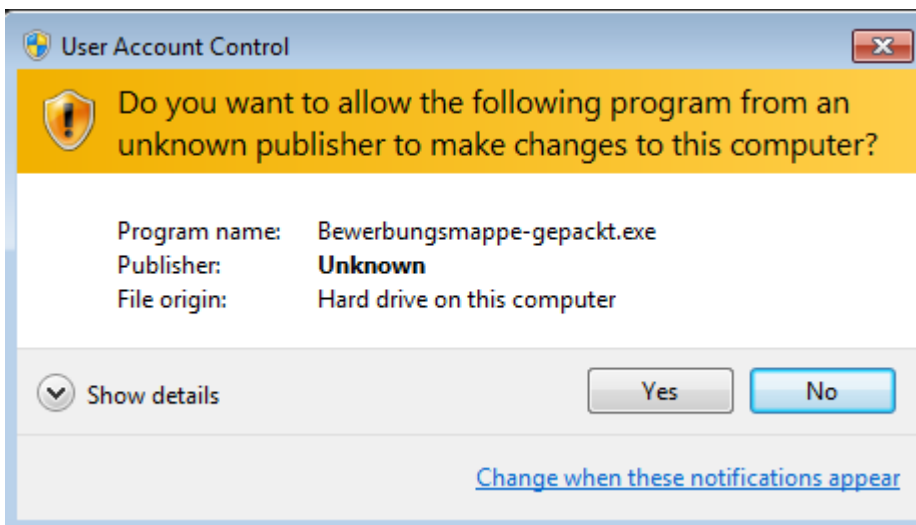 User Account Control
Do you want to allow the following program from an
unknown publisher to make changes to this computer?
Program name: Bewerbungsmappe-gepackt.exe
Publisher: Unknown
File origin: Hard drive on this computer
Show details
Yes
No
Change when these notifications appear